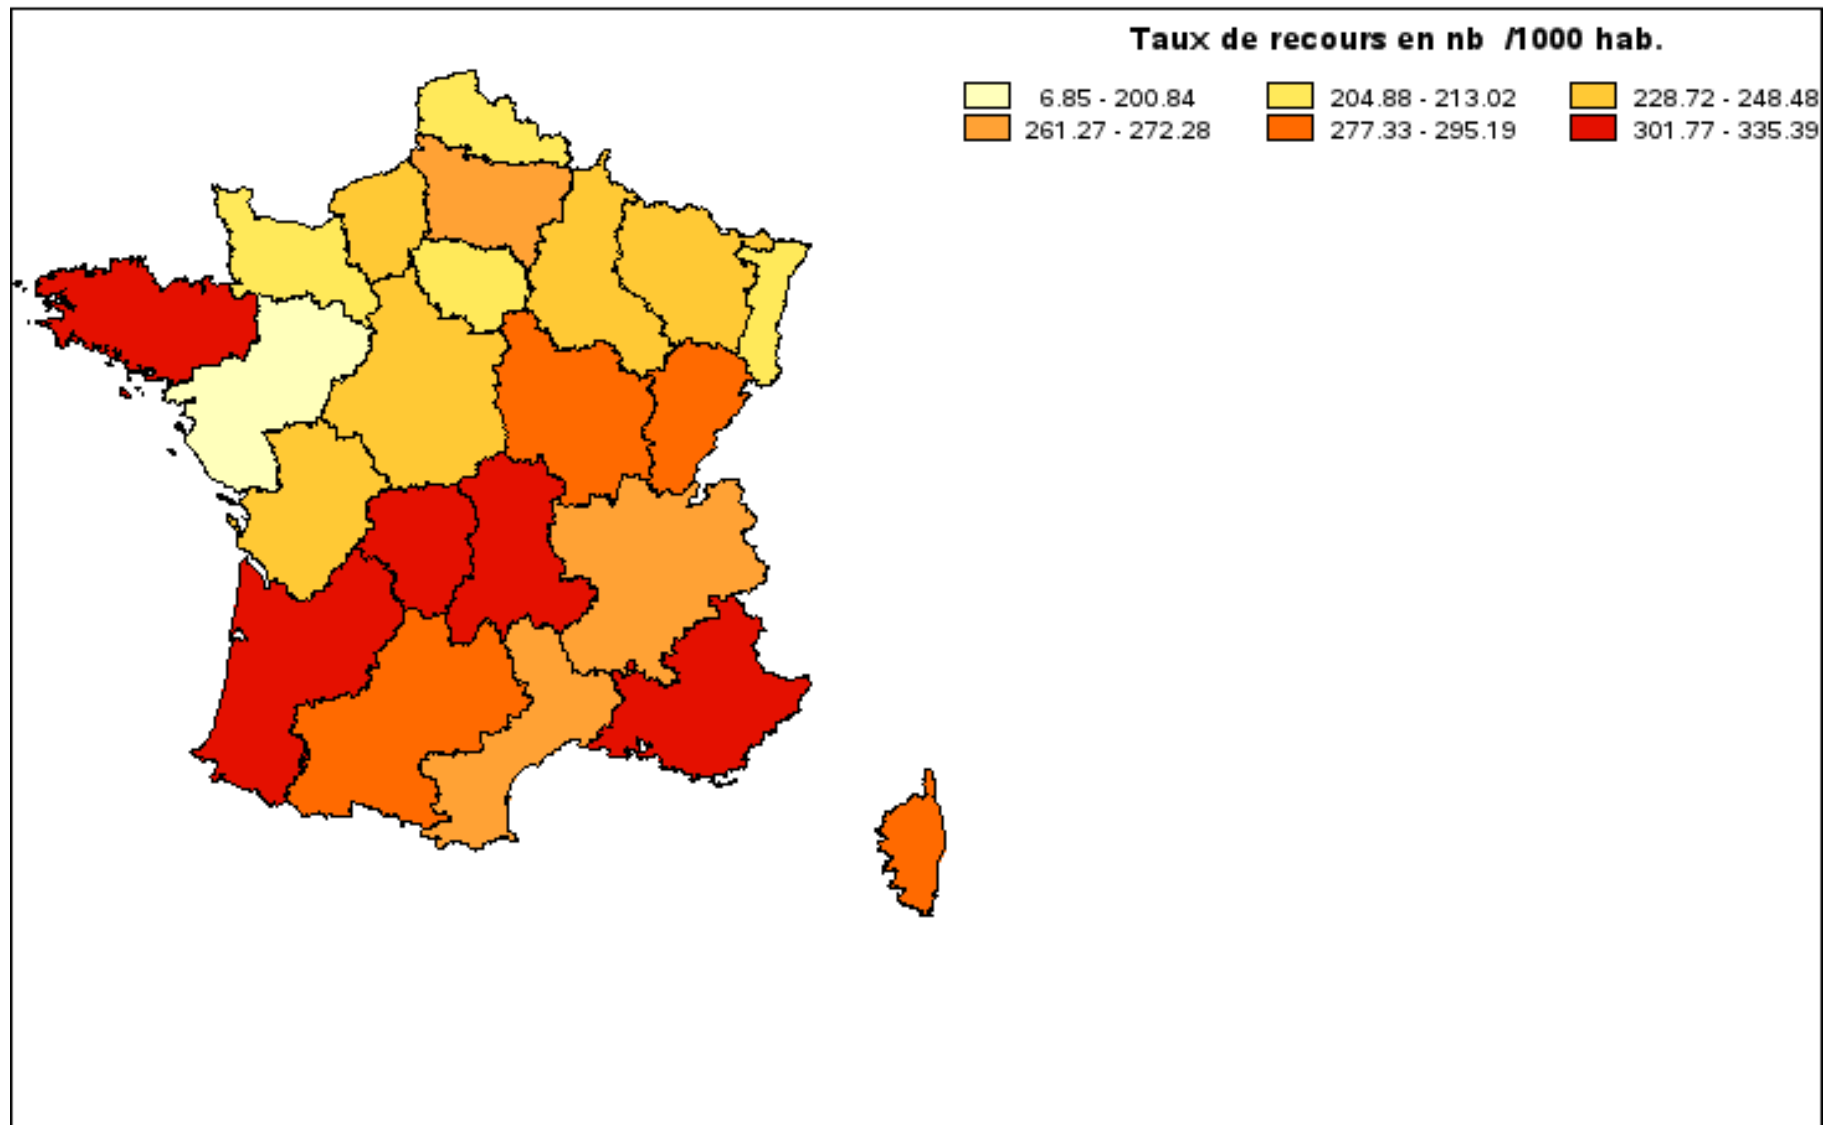 Taux de recours en nb /1000 hab.
6.85 - 200.84 204.88 - 213.02 228.72 - 248.48
261.27 - 272.28 277.33 - 295.19 301.77 - 335.39